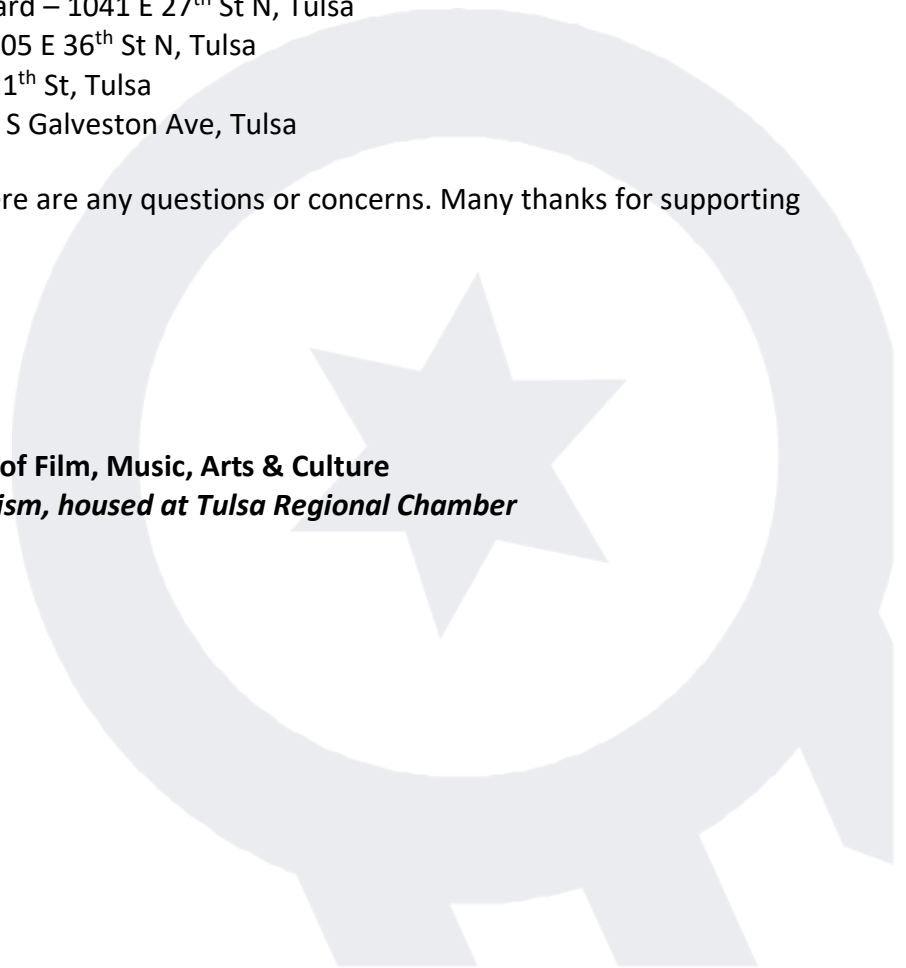 ard – 1041 E 27th St N, Tulsa
05 E 36th St N, Tulsa
1th St, Tulsa
S Galveston Ave, Tulsa
ere are any questions or concerns. Many thanks for supporting
of Film, Music, Arts & Culture
ism, housed at Tulsa Regional Chamber